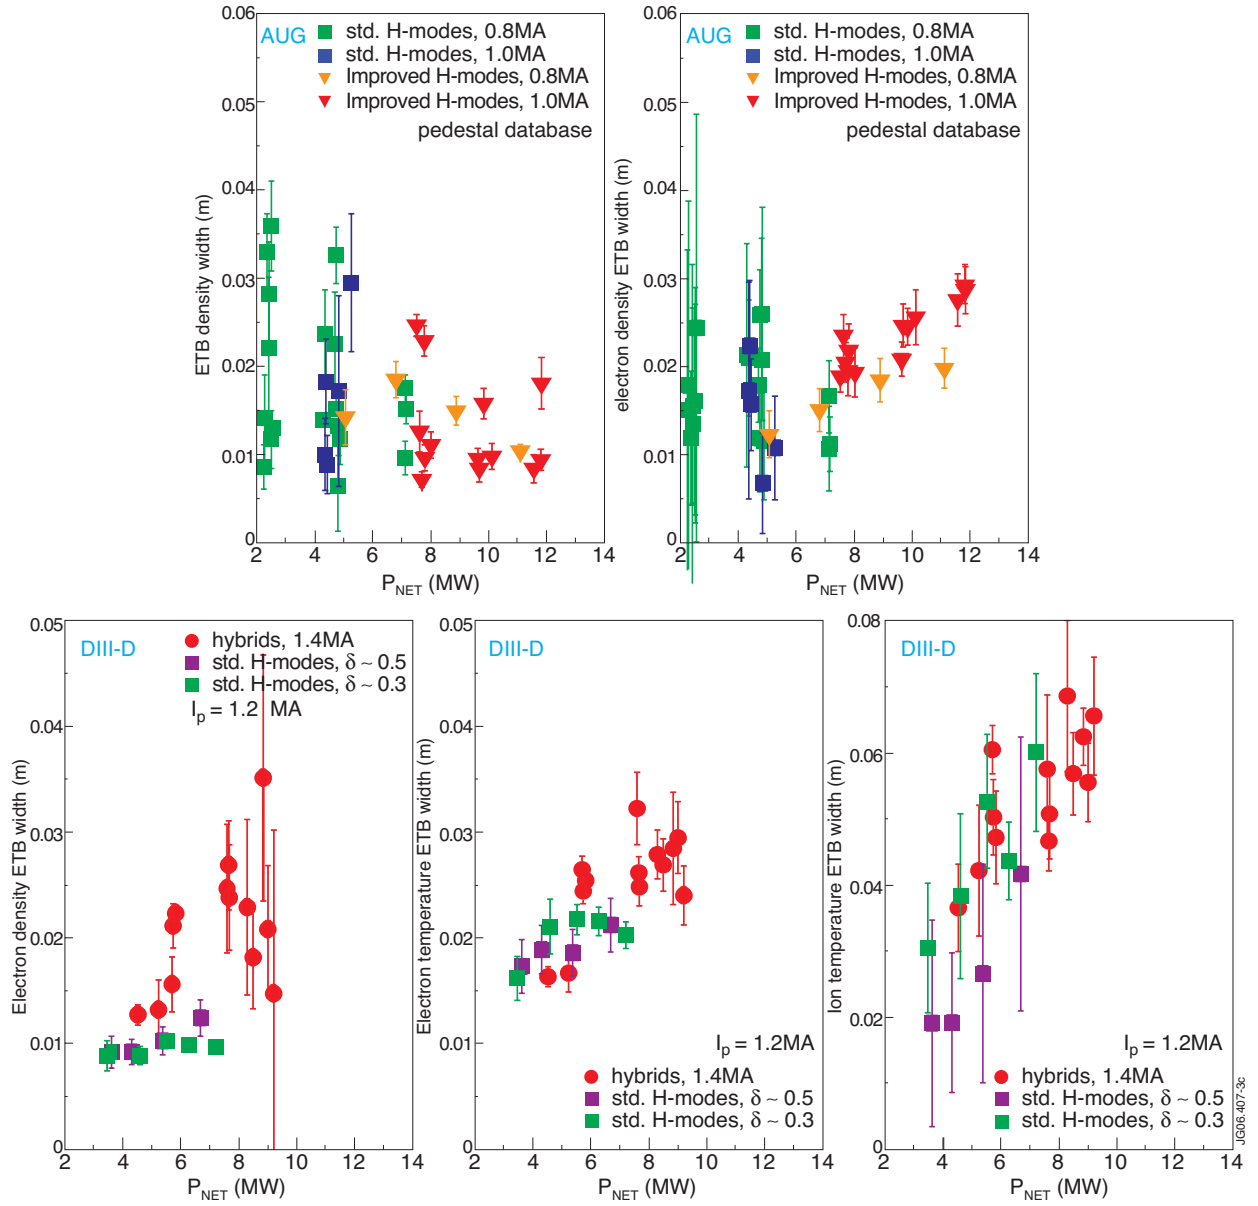 0.06
AUG
std. H-modes, 0.8MA
std. H-modes, 1.0MA
Improved H-modes, 0.8MA
Improved H-modes, 1.0MA
pedestal database
0.05
0.04
0.03
0.02
0.01
0
ETB density width (m)
2 4 6 8 10 12 14
P_NET (MW)
0.06
AUG
std. H-modes, 0.8MA
std. H-modes, 1.0MA
Improved H-modes, 0.8MA
Improved H-modes, 1.0MA
pedestal database
0.05
0.04
0.03
0.02
0.01
0
electron density ETB width (m)
2 4 6 8 10 12 14
P_NET (MW)
0.05
DIII-D
hybrids, 1.4MA
std. H-modes, δ ~ 0.5
std. H-modes, δ ~ 0.3
I_p = 1.2 MA
0.04
0.03
0.02
0.01
0
Electron density ETB width (m)
2 4 6 8 10 12 14
P_NET (MW)
0.05
DIII-D
0.04
0.03
0.02
0.01
0
Electron temperature ETB width (m)
I_p = 1.2MA
hybrids, 1.4MA
std. H-modes, δ ~ 0.5
std. H-modes, δ ~ 0.3
2 4 6 8 10 12 14
P_NET (MW)
0.08
DIII-D
0.06
0.04
0.02
0
Ion temperature ETB width (m)
I_p = 1.2MA
hybrids, 1.4MA
std. H-modes, δ ~ 0.5
std. H-modes, δ ~ 0.3
2 4 6 8 10 12 14
P_NET (MW)
JG06.407-3c